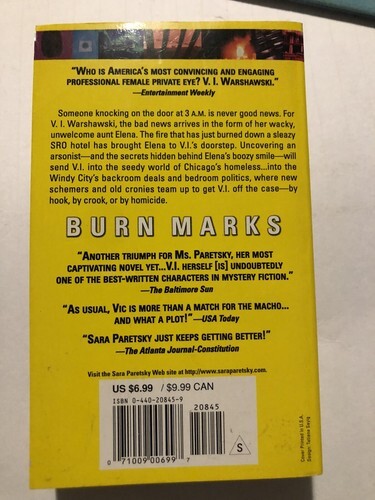 "Who is America's most convincing and engaging
professional female private eye? V. I. Warshawski."
—Entertainment Weekly
Someone knocking on the door at 3 A.M. is never good news. For
V. I. Warshawski, the bad news arrives in the form of her wacky,
unwelcome aunt Elena. The fire that has just burned down a sleazy
SRO hotel has brought Elena to V.I.'s doorstep. Uncovering an
arsonist—and the secrets hidden behind Elena's boozy smile—will
send V.I. into the seedy world of Chicago's homeless...into the
Windy City's backroom deals and bedroom politics, where new
schemers and old cronies team up to get V.I. off the case—by
hook, by crook, or by homicide.
BURN MARKS
"Another triumph for Ms. Paretsky, her most
captivating novel yet...V.I. herself [is] undoubtedly
one of the best-written characters in mystery fiction."
—The Baltimore Sun
"As usual, Vic is more than a match for the macho...
and what a plot!"—USA Today
"Sara Paretsky just keeps getting better!"
—The Atlanta Journal-Constitution
Visit the Sara Paretsky Web site at http://www.saraparetsky.com.
US $6.99 / $9.99 CAN
ISBN 0-440-20845-9
20845
0 71009 00699 7
S
Cover Printed in U.S.A.